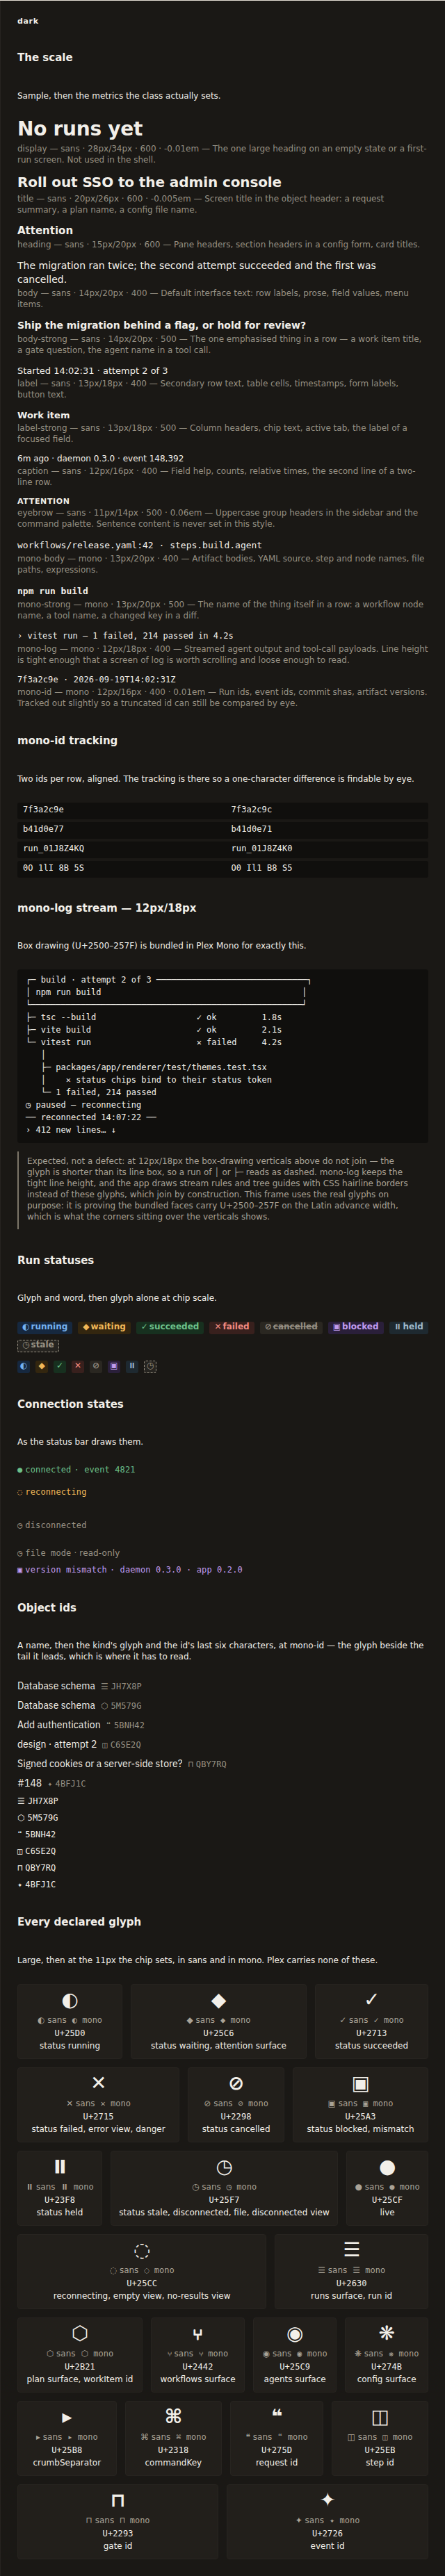 dark
The scale
Sample, then the metrics the class actually sets.
No runs yet
display — sans · 28px/34px · 600 · -0.01em — The one large heading on an empty state or a first-
run screen. Not used in the shell.
Roll out SSO to the admin console
title — sans · 20px/26px · 600 · -0.005em — Screen title in the object header: a request
summary, a plan name, a config file name.
Attention
heading — sans · 15px/20px · 600 — Pane headers, section headers in a config form, card titles.
The migration ran twice; the second attempt succeeded and the first was
cancelled.
body — sans · 14px/20px · 400 — Default interface text: row labels, prose, field values, menu
items.
Ship the migration behind a flag, or hold for review?
body-strong — sans · 14px/20px · 500 — The one emphasised thing in a row — a work item title,
a gate question, the agent name in a tool call.
Started 14:02:31 · attempt 2 of 3
label — sans · 13px/18px · 400 — Secondary row text, table cells, timestamps, form labels,
button text.
Work item
label-strong — sans · 13px/18px · 500 — Column headers, chip text, active tab, the label of a
focused field.
6m ago · daemon 0.3.0 · event 148,392
caption — sans · 12px/16px · 400 — Field help, counts, relative times, the second line of a two-
line row.
ATTENTION
eyebrow — sans · 11px/14px · 500 · 0.06em — Uppercase group headers in the sidebar and the
command palette. Sentence content is never set in this style.
workflows/release.yaml:42 · steps.build.agent
mono-body — mono · 13px/20px · 400 — Artifact bodies, YAML source, step and node names, file
paths, expressions.
npm run build
mono-strong — mono · 13px/20px · 500 — The name of the thing itself in a row: a workflow node
name, a tool name, a changed key in a diff.
› vitest run — 1 failed, 214 passed in 4.2s
mono-log — mono · 12px/18px · 400 — Streamed agent output and tool-call payloads. Line height
is tight enough that a screen of log is worth scrolling and loose enough to read.
7f3a2c9e · 2026-09-19T14:02:31Z
mono-id — mono · 12px/16px · 400 · 0.01em — Run ids, event ids, commit shas, artifact versions.
Tracked out slightly so a truncated id can still be compared by eye.
mono-id tracking
Two ids per row, aligned. The tracking is there so a one-character difference is findable by eye.
7f3a2c9e 7f3a2c9c
b41d0e77 b41d0e71
run_01J8Z4KQ run_01J8Z4K0
0O 1lI 8B 5S O0 Il1 B8 S5
mono-log stream — 12px/18px
Box drawing (U+2500–257F) is bundled in Plex Mono for exactly this.
┌─ build · attempt 2 of 3 ──────────────────────────────┐
│ npm run build │
└──────────────────────────────────────────────────────┘
├─ tsc --build ✓ ok 1.8s
├─ vite build ✓ ok 2.1s
└─ vitest run ✕ failed 4.2s
│
├─ packages/app/renderer/test/themes.test.tsx
│ ✕ status chips bind to their status token
└─ 1 failed, 214 passed
◷ paused — reconnecting
── reconnected 14:07:22 ──
› 412 new lines… ↓
Expected, not a defect: at 12px/18px the box-drawing verticals above do not join — the
glyph is shorter than its line box, so a run of │ or ├─ reads as dashed. mono-log keeps the
tight line height, and the app draws stream rules and tree guides with CSS hairline borders
instead of these glyphs, which join by construction. This frame uses the real glyphs on
purpose: it is proving the bundled faces carry U+2500–257F on the Latin advance width,
which is what the corners sitting over the verticals shows.
Run statuses
Glyph and word, then glyph alone at chip scale.
◐ running ◆ waiting ✓ succeeded ✕ failed ⊘ cancelled ▣ blocked ⏸ held
◷ stale
◐ ◆ ✓ ✕ ⊘ ▣ ⏸ ◷
Connection states
As the status bar draws them.
● connected · event 4821
◌ reconnecting
◷ disconnected
◷ file mode · read-only
▣ version mismatch · daemon 0.3.0 · app 0.2.0
Object ids
A name, then the kind's glyph and the id's last six characters, at mono-id — the glyph beside the
tail it leads, which is where it has to read.
Database schema ☰ JH7X8P
Database schema ⬡ 5M579G
Add authentication ❝ 5BNH42
design · attempt 2 ◫ C6SE2Q
Signed cookies or a server-side store? ⊓ QBY7RQ
#148 ✦ 4BFJ1C
☰ JH7X8P
⬡ 5M579G
❝ 5BNH42
◫ C6SE2Q
⊓ QBY7RQ
✦ 4BFJ1C
Every declared glyph
Large, then at the 11px the chip sets, in sans and in mono. Plex carries none of these.
◐ ◆ ✓
◐ sans ◐ mono ◆ sans ◆ mono ✓ sans ✓ mono
U+25D0 U+25C6 U+2713
status running status waiting, attention surface status succeeded
✕ ⊘ ▣
✕ sans ✕ mono ⊘ sans ⊘ mono ▣ sans ▣ mono
U+2715 U+2298 U+25A3
status failed, error view, danger status cancelled status blocked, mismatch
⏸ ◷ ●
⏸ sans ⏸ mono ◷ sans ◷ mono ● sans ● mono
U+23F8 U+25F7 U+25CF
status held status stale, disconnected, file, disconnected view live
◌ ☰
◌ sans ◌ mono ☰ sans ☰ mono
U+25CC U+2630
reconnecting, empty view, no-results view runs surface, run id
⬡ ⑂ ◉ ❋
⬡ sans ⬡ mono ⑂ sans ⑂ mono ◉ sans ◉ mono ❋ sans ❋ mono
U+2B21 U+2442 U+25C9 U+274B
plan surface, workItem id workflows surface agents surface config surface
▸ ⌘ ❝ ◫
▸ sans ▸ mono ⌘ sans ⌘ mono ❝ sans ❝ mono ◫ sans ◫ mono
U+25B8 U+2318 U+275D U+25EB
crumbSeparator commandKey request id step id
⊓ ✦
⊓ sans ⊓ mono ✦ sans ✦ mono
U+2293 U+2726
gate id event id